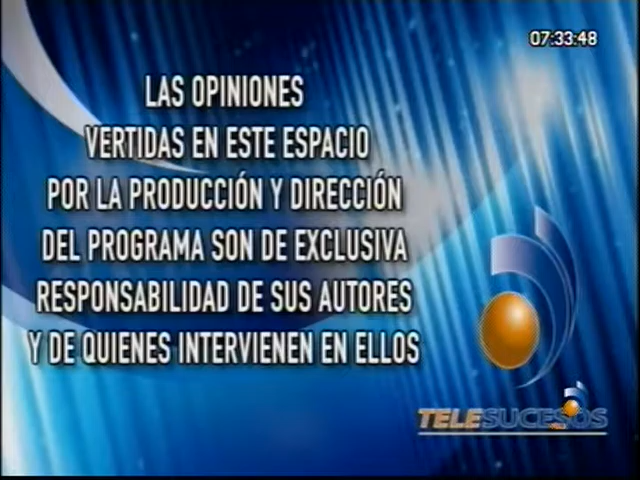 07:33:48
LAS OPINIONES
VERTIDAS EN ESTE ESPACIO
POR LA PRODUCCIÓN Y DIRECCIÓN
DEL PROGRAMA SON DE EXCLUSIVA
RESPONSABILIDAD DE SUS AUTORES
Y DE QUIENES INTERVIENEN EN ELLOS
TELESUCESOS